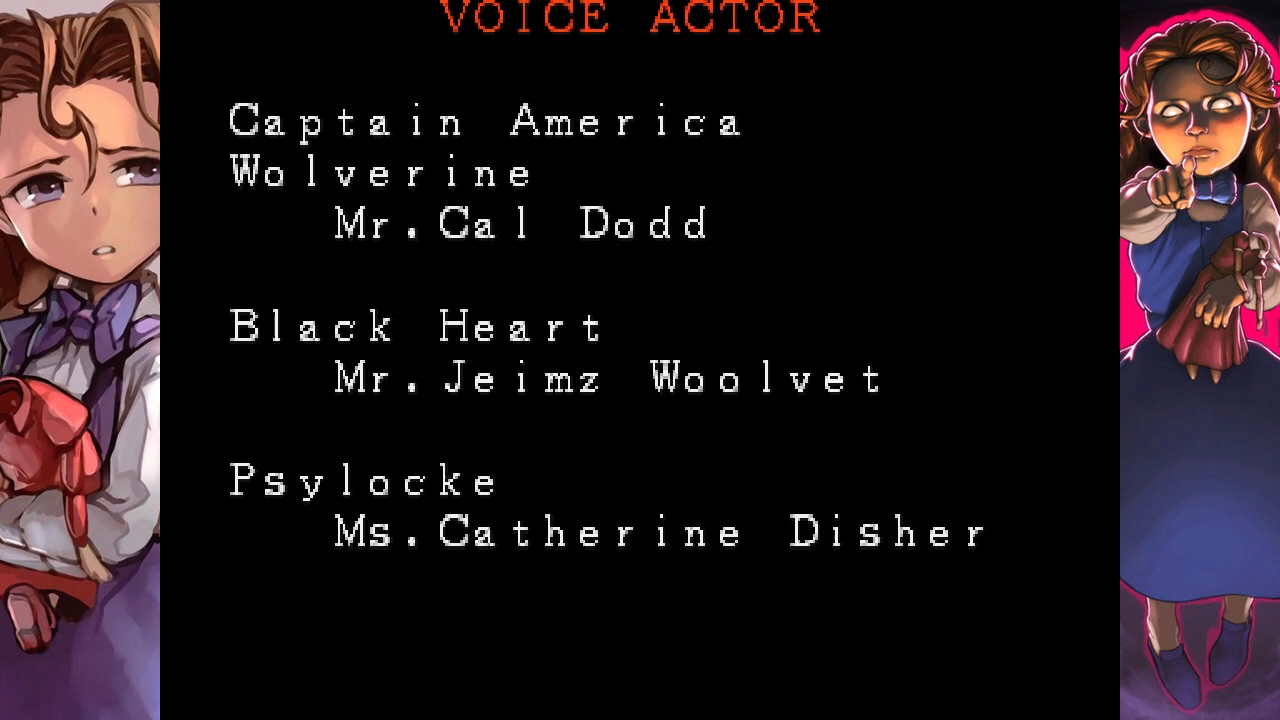 VOICE ACTOR
Captain America
Wolverine
Mr.Cal Dodd
Black Heart
Mr.Jeimz Woolvet
Psylocke
Ms.Catherine Disher